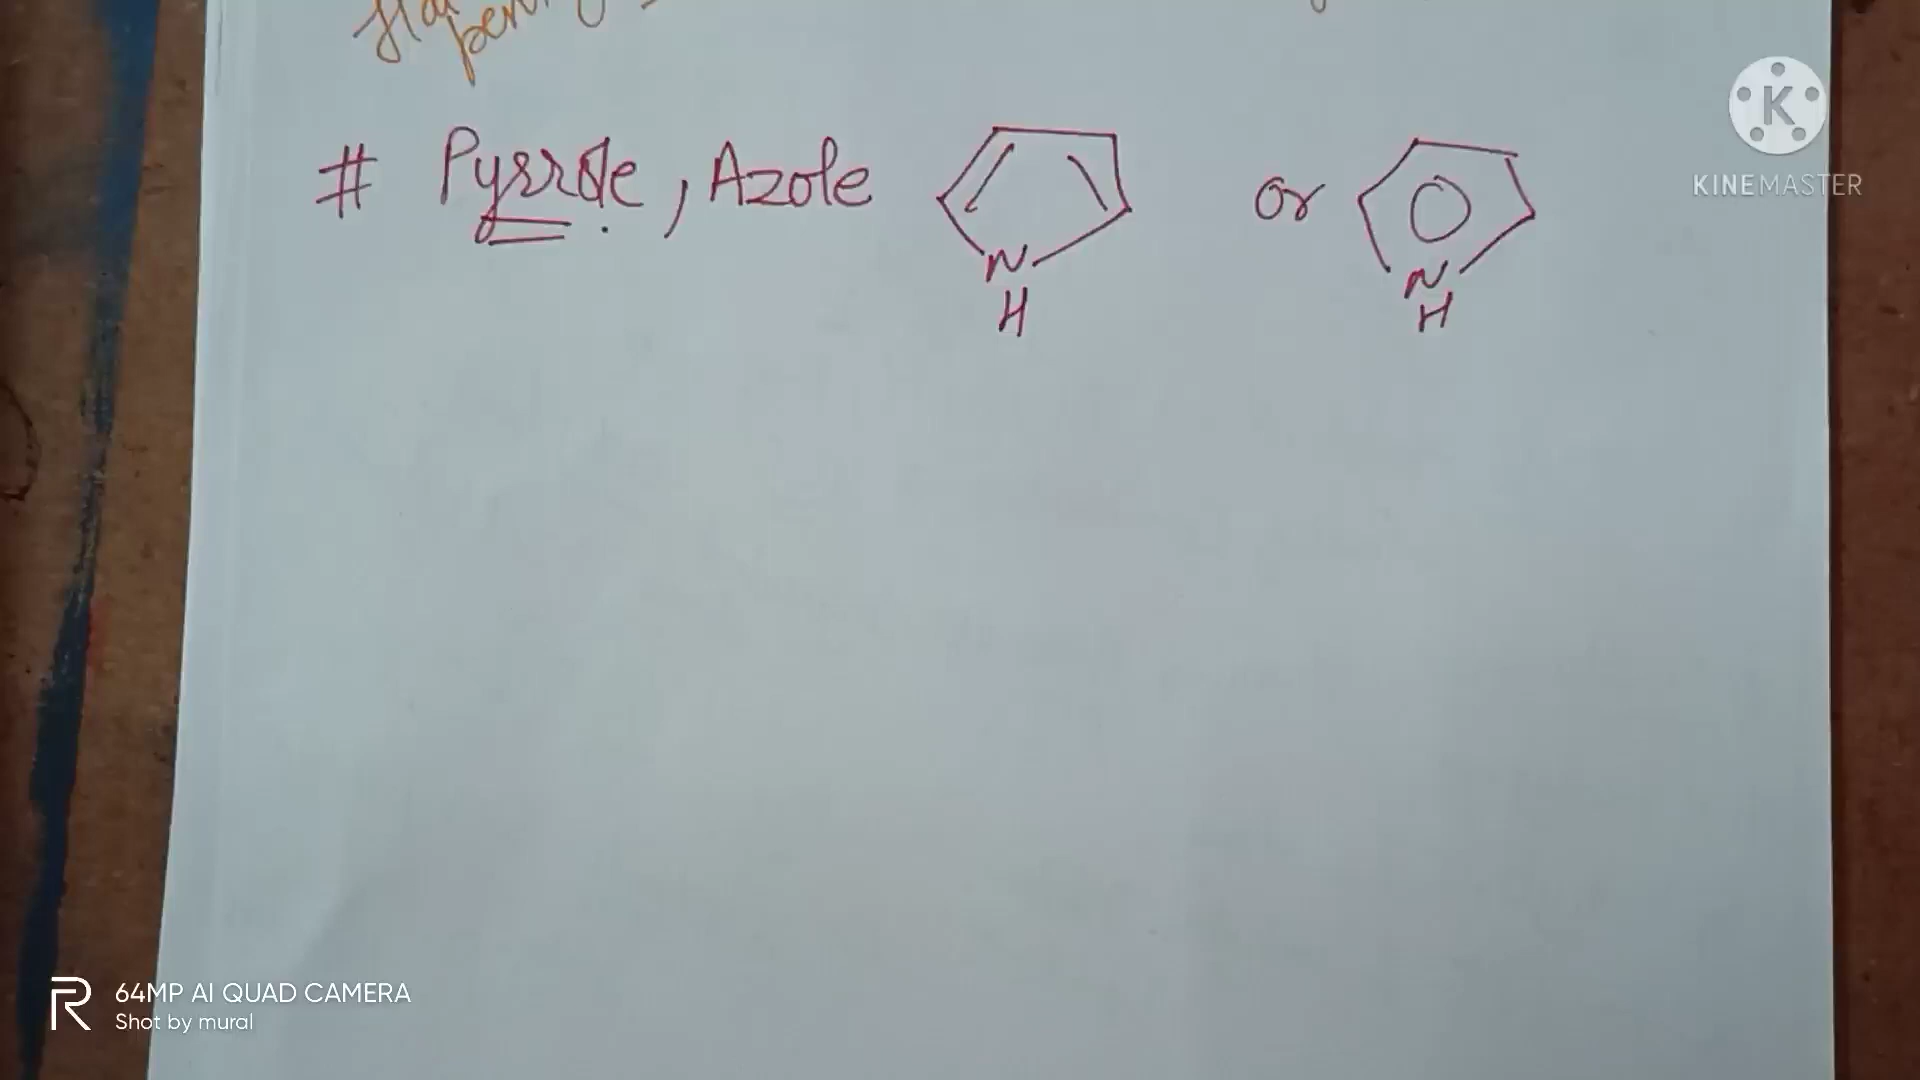 # Pyrrole, Azole or
N N
H H
K
KINEMASTER
64MP AI QUAD CAMERA
Shot by mural